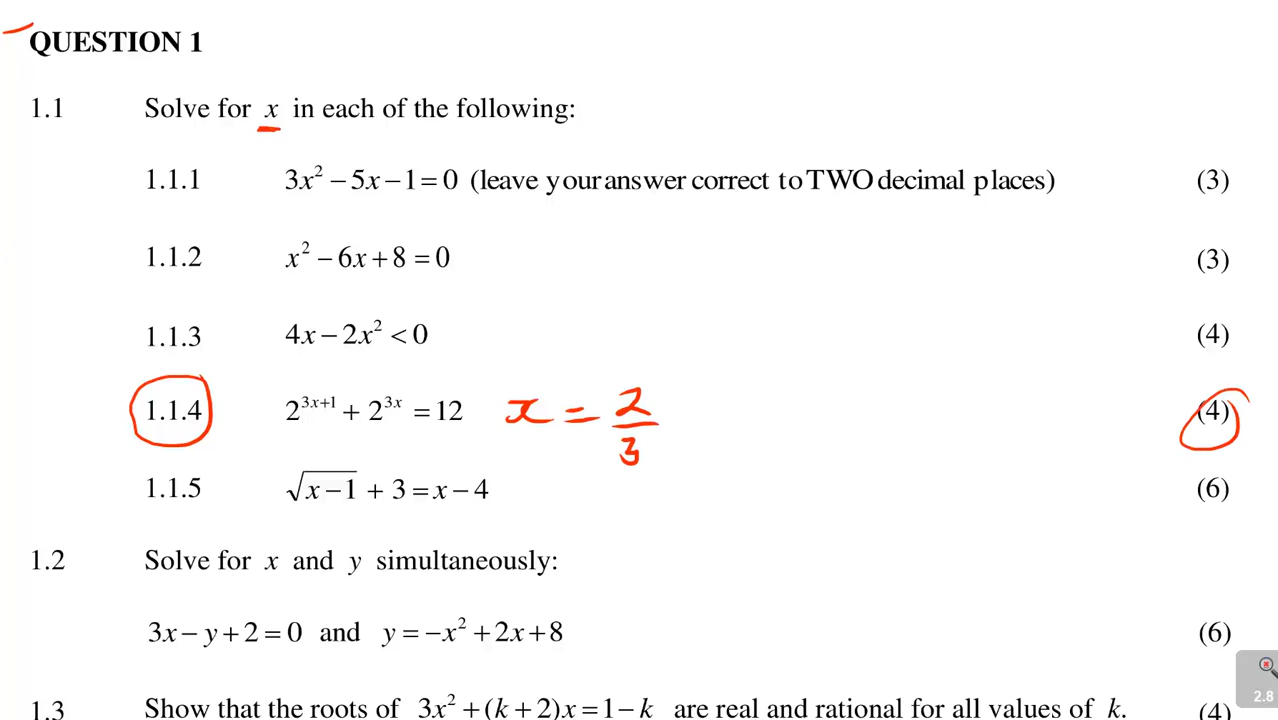 QUESTION 1
1.1 Solve for x in each of the following:
1.1.1 3x² − 5x − 1 = 0 (leave your answer correct to TWO decimal places) (3)
1.1.2 x² − 6x + 8 = 0 (3)
1.1.3 4x − 2x² < 0 (4)
1.1.4 2^{3x+1} + 2^{3x} = 12 x = 2/3 (4)
1.1.5 √(x−1) + 3 = x − 4 (6)
1.2 Solve for x and y simultaneously:
3x − y + 2 = 0 and y = −x² + 2x + 8 (6)
1.3 Show that the roots of 3x² + (k + 2)x = 1 − k are real and rational for all values of k. (4)
2.8